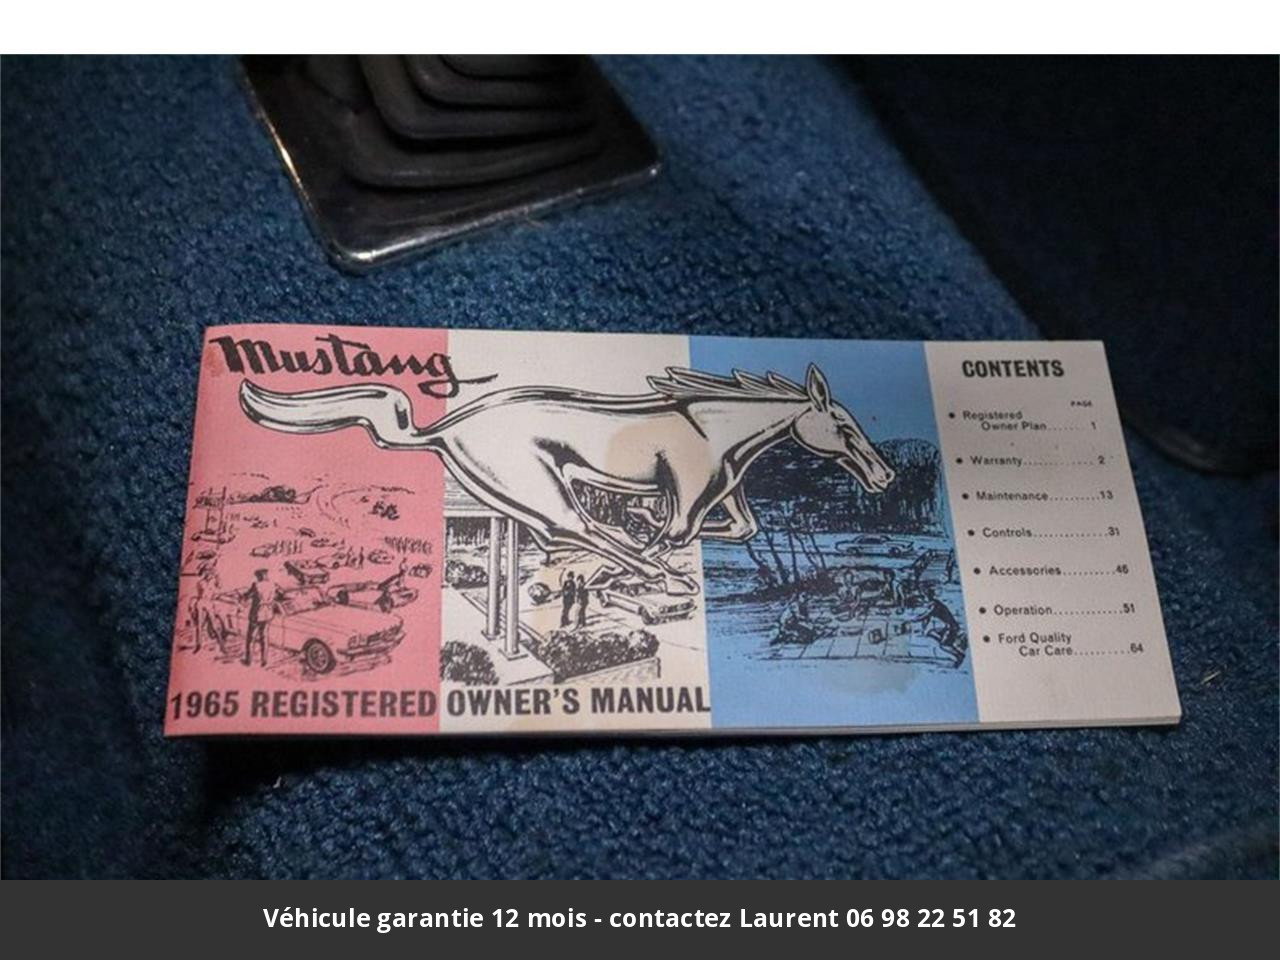 Mustang
1965 REGISTERED OWNER'S MANUAL
CONTENTS
PAGE
• Registered
Owner Plan....... 1
• Warranty............ 2
• Maintenance..........13
• Controls..............31
• Accessories..........46
• Operation............51
• Ford Quality
Car Care..........64
Véhicule garantie 12 mois - contactez Laurent 06 98 22 51 82